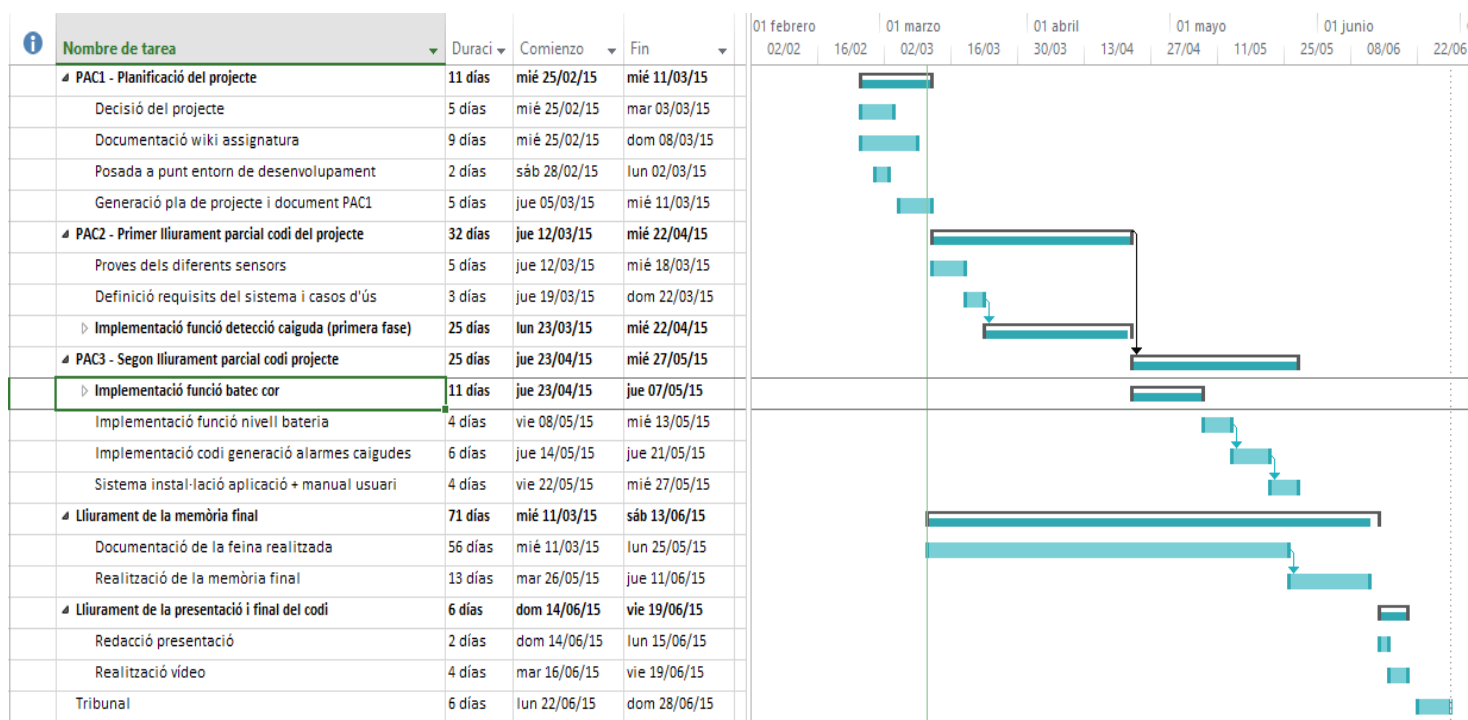 01 febrero 01 marzo 01 abril 01 mayo 01 junio
Nombre de tarea Duraci Comienzo Fin 02/02 16/02 02/03 16/03 30/03 13/04 27/04 11/05 25/05 08/06 22/06
PAC1 - Planificació del projecte 11 días mié 25/02/15 mié 11/03/15
Decisió del projecte 5 días mié 25/02/15 mar 03/03/15
Documentació wiki assignatura 9 días mié 25/02/15 dom 08/03/15
Posada a punt entorn de desenvolupament 2 días sáb 28/02/15 lun 02/03/15
Generació pla de projecte i document PAC1 5 días jue 05/03/15 mié 11/03/15
PAC2 - Primer lliurament parcial codi del projecte 32 días jue 12/03/15 mié 22/04/15
Proves dels diferents sensors 5 días jue 12/03/15 mié 18/03/15
Definició requisits del sistema i casos d'ús 3 días jue 19/03/15 dom 22/03/15
Implementació funció detecció caiguda (primera fase) 25 días lun 23/03/15 mié 22/04/15
PAC3 - Segon lliurament parcial codi projecte 25 días jue 23/04/15 mié 27/05/15
Implementació funció batec cor 11 días jue 23/04/15 jue 07/05/15
Implementació funció nivell bateria 4 días vie 08/05/15 mié 13/05/15
Implementació codi generació alarmes caigudes 6 días jue 14/05/15 jue 21/05/15
Sistema instal·lació aplicació + manual usuari 4 días vie 22/05/15 mié 27/05/15
Lliurament de la memòria final 71 días mié 11/03/15 sáb 13/06/15
Documentació de la feina realitzada 56 días mié 11/03/15 lun 25/05/15
Realització de la memòria final 13 días mar 26/05/15 jue 11/06/15
Lliurament de la presentació i final del codi 6 días dom 14/06/15 vie 19/06/15
Redacció presentació 2 días dom 14/06/15 lun 15/06/15
Realització vídeo 4 días mar 16/06/15 vie 19/06/15
Tribunal 6 días lun 22/06/15 dom 28/06/15